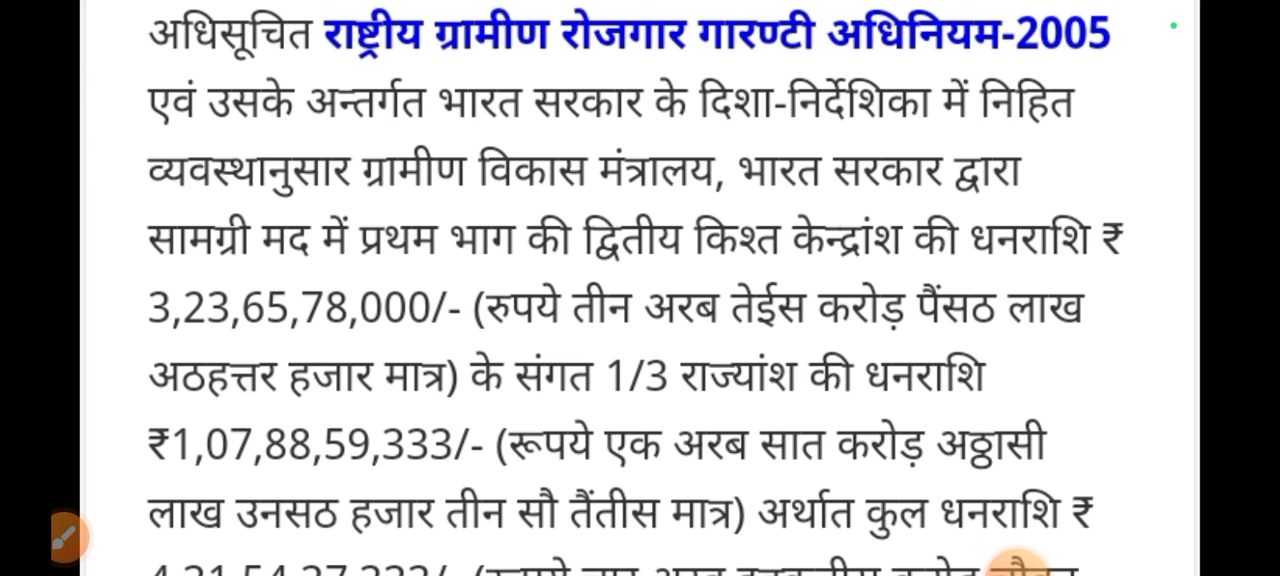 अधिसूचित राष्ट्रीय ग्रामीण रोजगार गारण्टी अधिनियम-2005
एवं उसके अन्तर्गत भारत सरकार के दिशा-निर्देशिका में निहित
व्यवस्थानुसार ग्रामीण विकास मंत्रालय, भारत सरकार द्वारा
सामग्री मद में प्रथम भाग की द्वितीय किश्त केन्द्रांश की धनराशि ₹
3,23,65,78,000/- (रुपये तीन अरब तेईस करोड़ पैंसठ लाख
अठहत्तर हजार मात्र) के संगत 1/3 राज्यांश की धनराशि
₹1,07,88,59,333/- (रूपये एक अरब सात करोड़ अठ्ठासी
लाख उनसठ हजार तीन सौ तैंतीस मात्र) अर्थात कुल धनराशि ₹